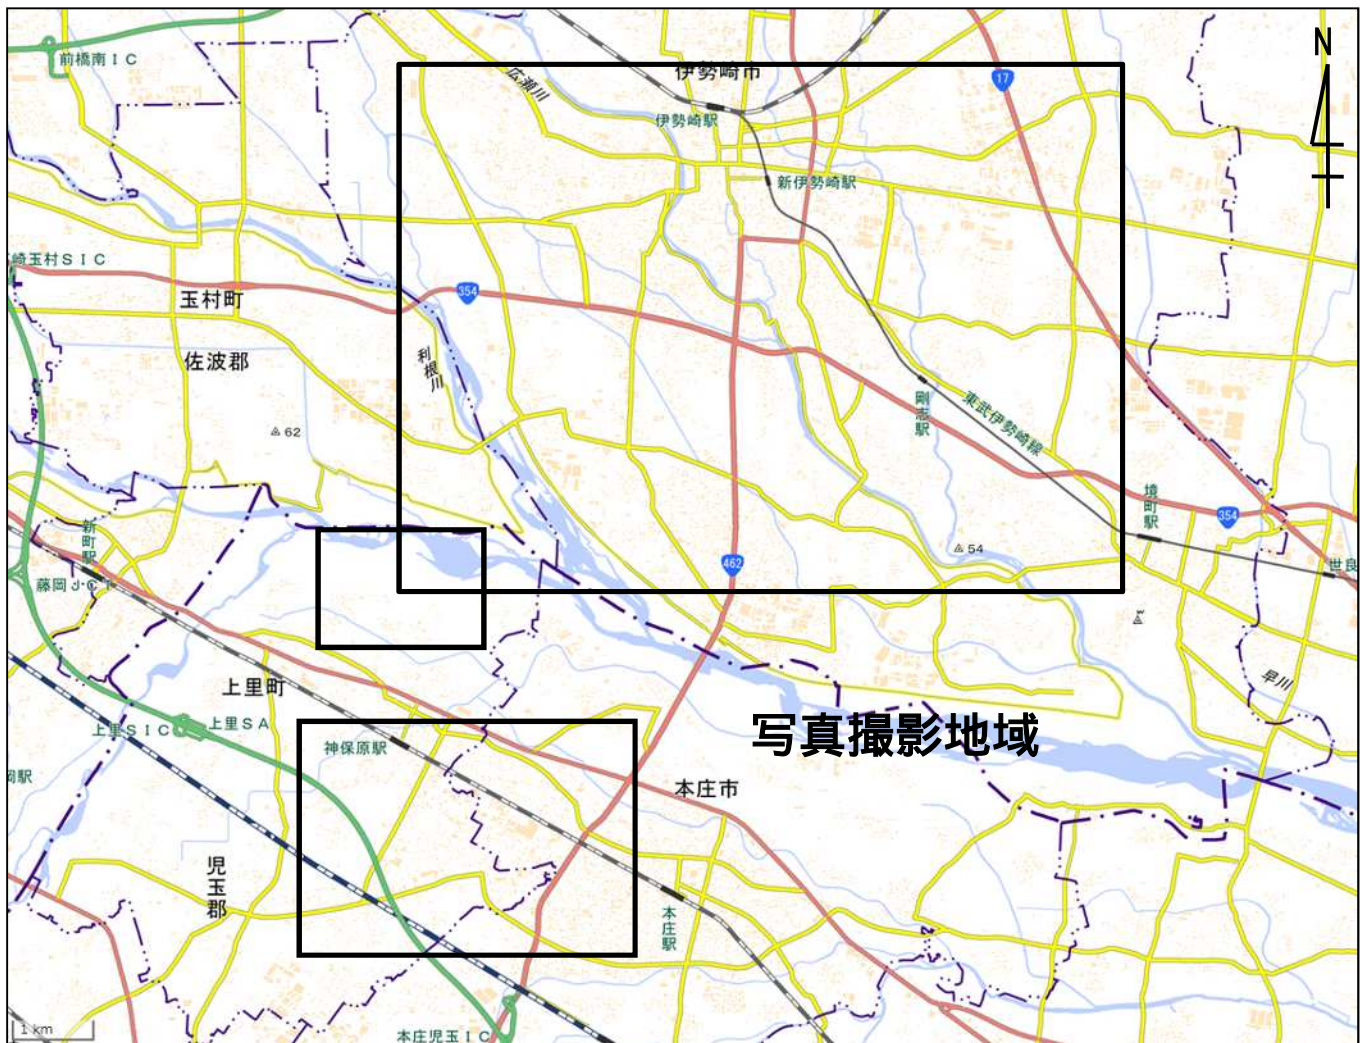 前橋南ＩＣ
広瀬川
伊勢崎市
17
N
伊勢崎駅
新伊勢崎駅
崎玉村ＳＩＣ
玉村町
354
佐波郡
利根川
62
剛志駅
東武伊勢崎線
境町駅
354
新町駅
54
462
世良
藤岡ＪＣＴ
早川
上里町
上里ＳＩＣ
上里ＳＡ
神保原駅
写真撮影地域
岡駅
本庄市
児玉郡
本庄駅
1 km
本庄児玉ＩＣ